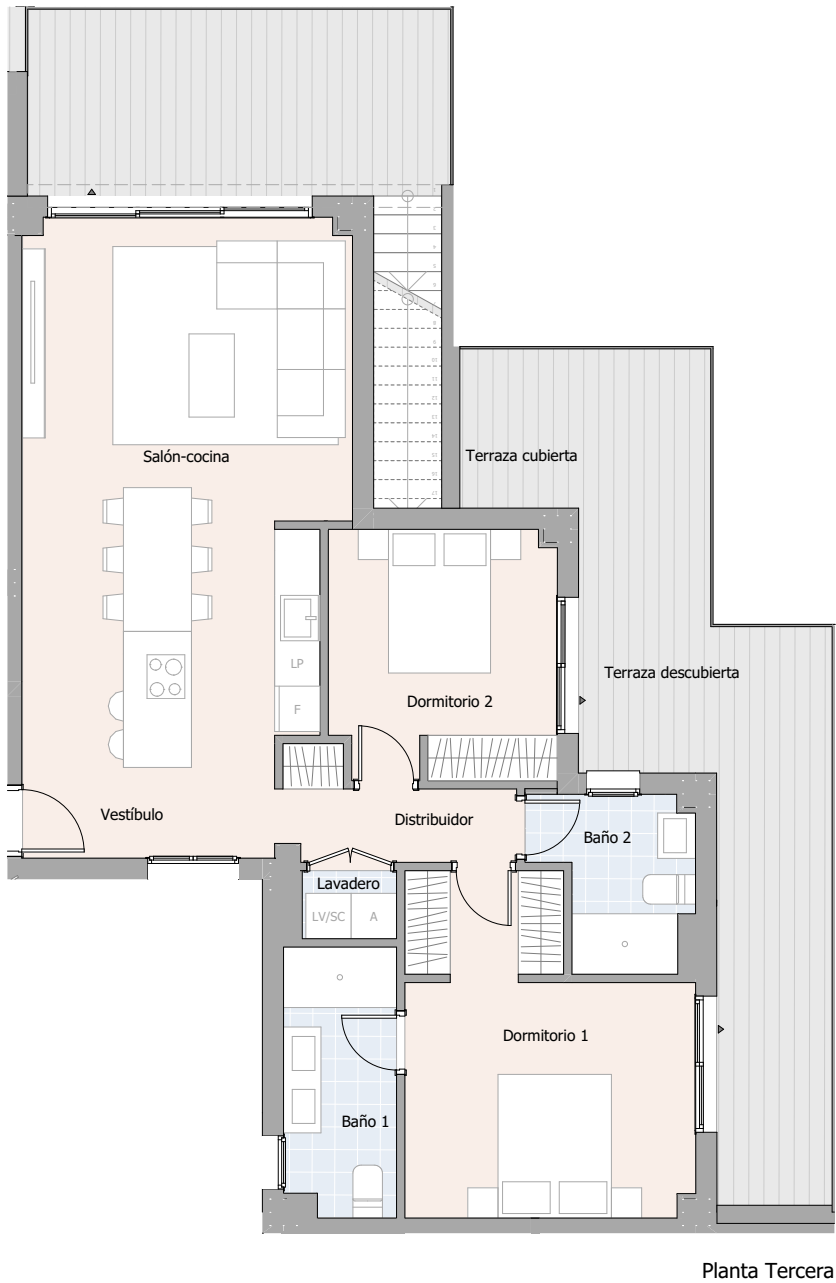 Salón-cocina
Terraza cubierta
LP
F
Dormitorio 2
Terraza descubierta
Vestíbulo
Distribuidor
Baño 2
Lavadero
LV/SC
A
Dormitorio 1
Baño 1
Planta Tercera